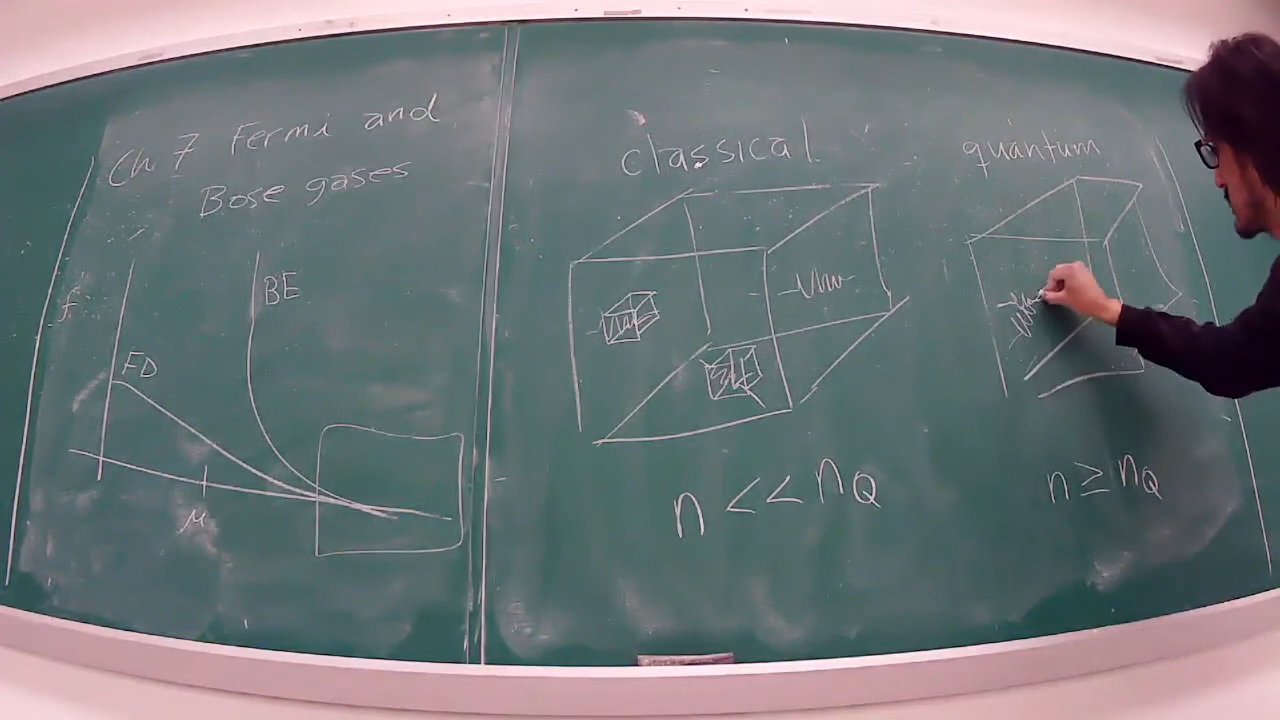 Ch 7 Fermi and
Bose gases
f
FD
BE
μ
classical
n << nQ
quantum
n ≥ nQ